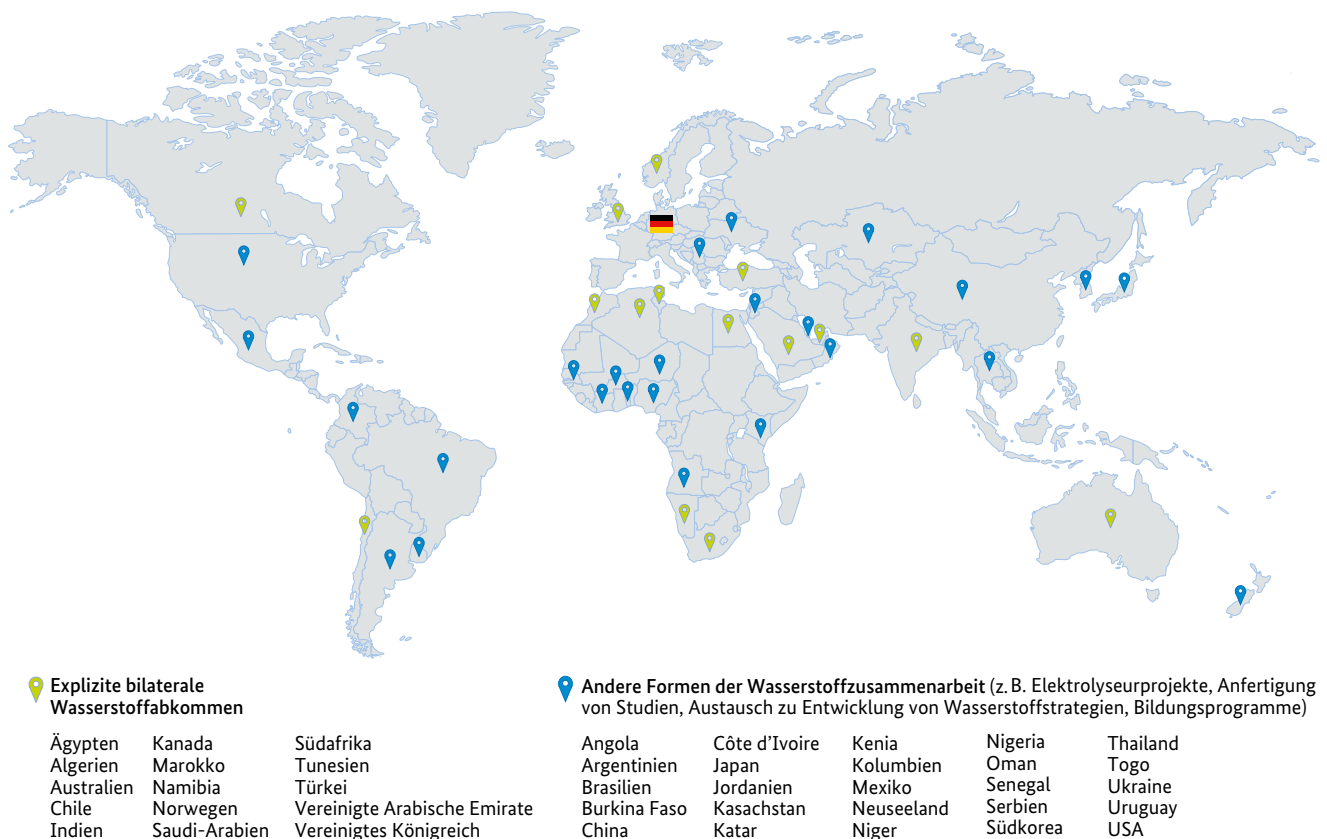 Explizite bilaterale
Wasserstoffabkommen
Ägypten
Algerien
Australien
Chile
Indien
Kanada
Marokko
Namibia
Norwegen
Saudi-Arabien
Südafrika
Tunesien
Türkei
Vereinigte Arabische Emirate
Vereinigtes Königreich
Andere Formen der Wasserstoffzusammenarbeit (z. B. Elektrolyseurprojekte, Anfertigung
von Studien, Austausch zu Entwicklung von Wasserstoffstrategien, Bildungsprogramme)
Angola
Argentinien
Brasilien
Burkina Faso
China
Côte d’Ivoire
Japan
Jordanien
Kasachstan
Katar
Kenia
Kolumbien
Mexiko
Neuseeland
Niger
Nigeria
Oman
Senegal
Serbien
Südkorea
Thailand
Togo
Ukraine
Uruguay
USA